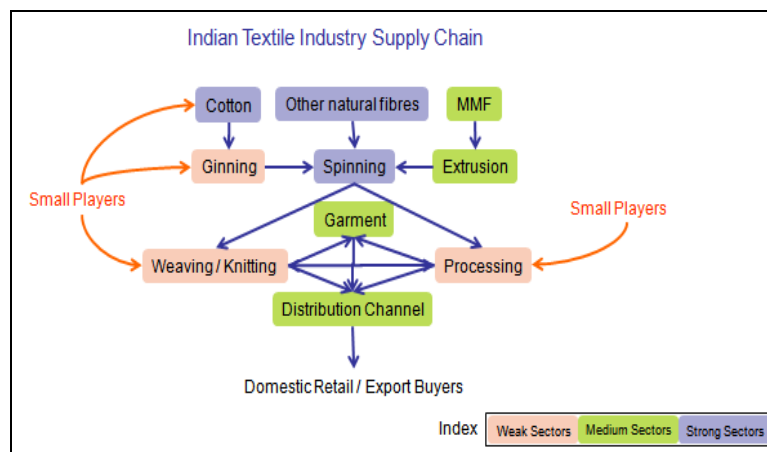 Indian Textile Industry Supply Chain
Cotton
Other natural fibres
MMF
Ginning
Spinning
Extrusion
Small Players
Small Players
Garment
Weaving / Knitting
Processing
Distribution Channel
Domestic Retail / Export Buyers
Index
Weak Sectors
Medium Sectors
Strong Sectors